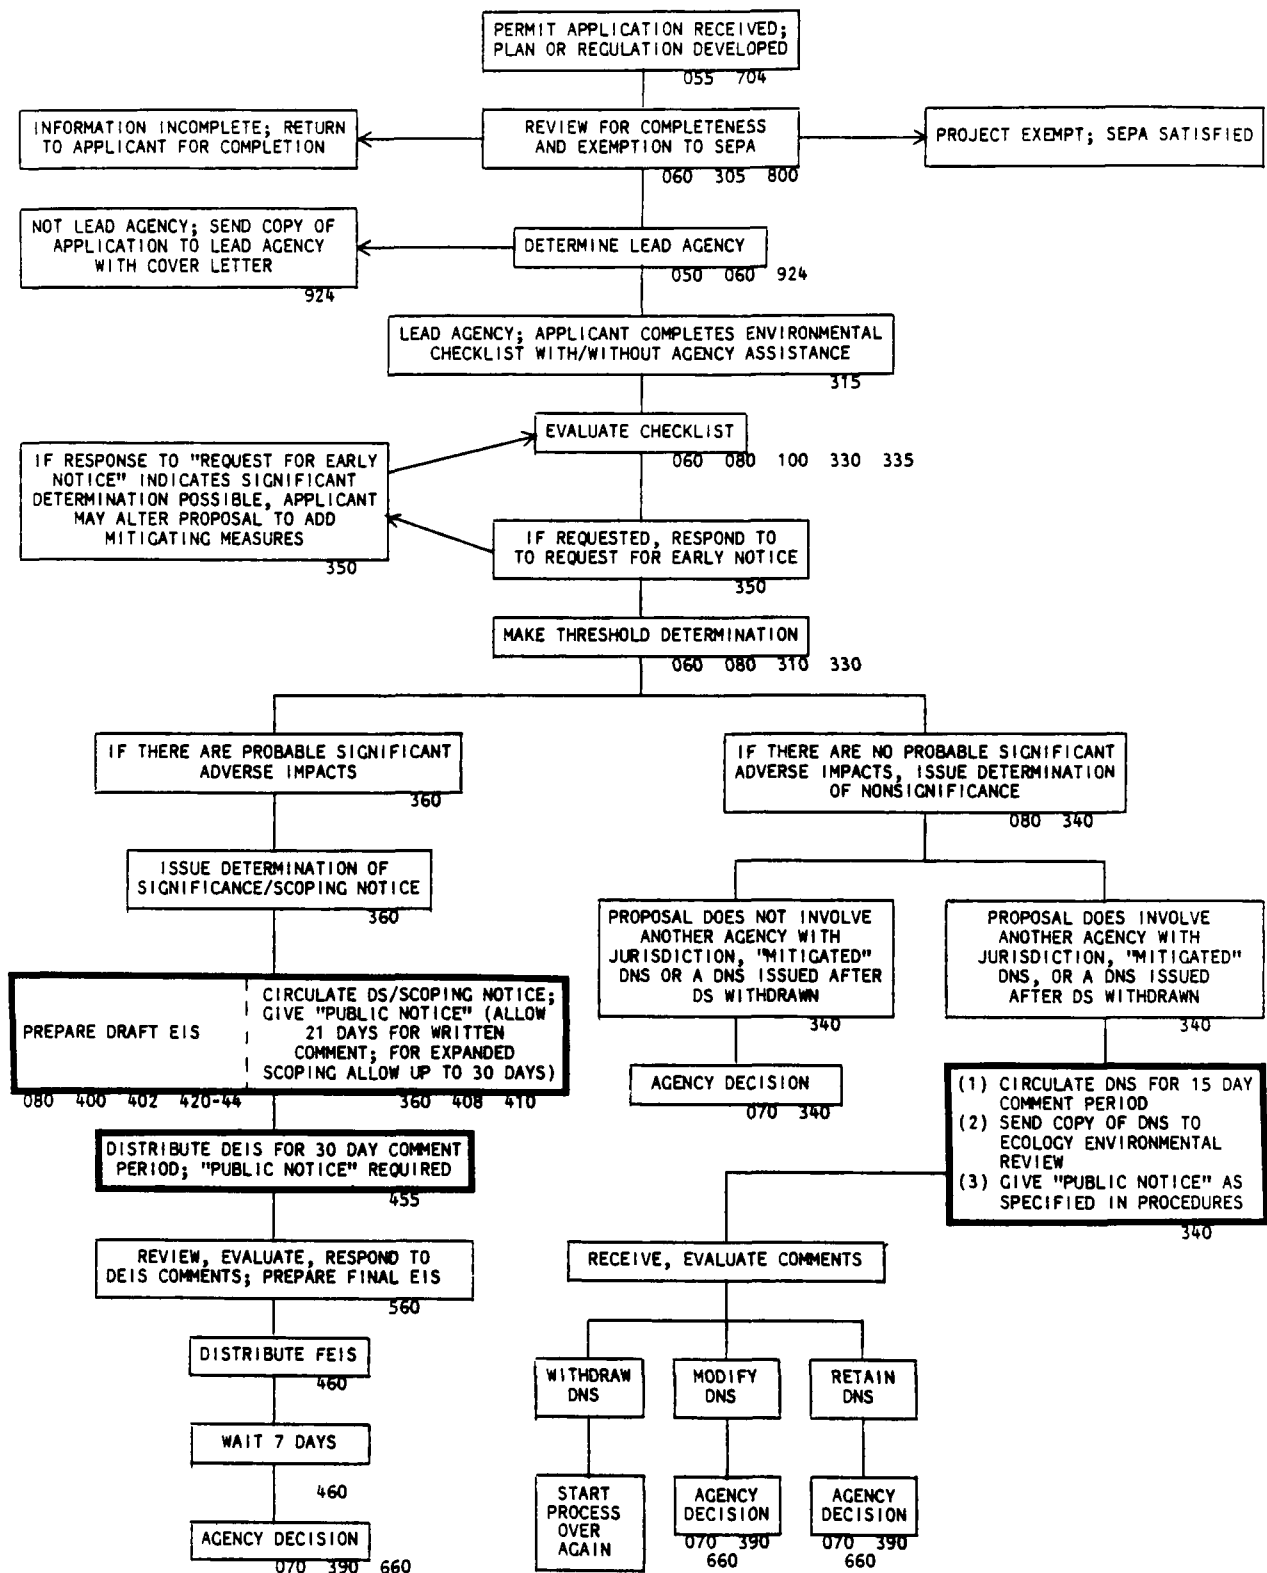 PERMIT APPLICATION RECEIVED;
PLAN OR REGULATION DEVELOPED
055 704
INFORMATION INCOMPLETE; RETURN
TO APPLICANT FOR COMPLETION
REVIEW FOR COMPLETENESS
AND EXEMPTION TO SEPA
060 305 800
PROJECT EXEMPT; SEPA SATISFIED
NOT LEAD AGENCY; SEND COPY OF
APPLICATION TO LEAD AGENCY
WITH COVER LETTER
924
DETERMINE LEAD AGENCY
050 060 924
LEAD AGENCY; APPLICANT COMPLETES ENVIRONMENTAL
CHECKLIST WITH/WITHOUT AGENCY ASSISTANCE
315
EVALUATE CHECKLIST
060 080 100 330 335
IF RESPONSE TO "REQUEST FOR EARLY
NOTICE" INDICATES SIGNIFICANT
DETERMINATION POSSIBLE, APPLICANT
MAY ALTER PROPOSAL TO ADD
MITIGATING MEASURES
350
IF REQUESTED, RESPOND TO
TO REQUEST FOR EARLY NOTICE
350
MAKE THRESHOLD DETERMINATION
060 080 310 330
IF THERE ARE PROBABLE SIGNIFICANT
ADVERSE IMPACTS
360
IF THERE ARE NO PROBABLE SIGNIFICANT
ADVERSE IMPACTS, ISSUE DETERMINATION
OF NONSIGNIFICANCE
080 340
ISSUE DETERMINATION OF
SIGNIFICANCE/SCOPING NOTICE
360
PROPOSAL DOES NOT INVOLVE
ANOTHER AGENCY WITH
JURISDICTION, "MITIGATED"
DNS OR A DNS ISSUED AFTER
DS WITHDRAWN
340
PROPOSAL DOES INVOLVE
ANOTHER AGENCY WITH
JURISDICTION, "MITIGATED"
DNS, OR A DNS ISSUED
AFTER DS WITHDRAWN
340
PREPARE DRAFT EIS
080 400 402 420-44
CIRCULATE DS/SCOPING NOTICE;
GIVE "PUBLIC NOTICE" (ALLOW
21 DAYS FOR WRITTEN
COMMENT; FOR EXPANDED
SCOPING ALLOW UP TO 30 DAYS)
360 408 410
AGENCY DECISION
070 340
(1) CIRCULATE DNS FOR 15 DAY
COMMENT PERIOD
(2) SEND COPY OF DNS TO
ECOLOGY ENVIRONMENTAL
REVIEW
(3) GIVE "PUBLIC NOTICE" AS
SPECIFIED IN PROCEDURES
340
DISTRIBUTE DEIS FOR 30 DAY COMMENT
PERIOD; "PUBLIC NOTICE" REQUIRED
455
REVIEW, EVALUATE, RESPOND TO
DEIS COMMENTS; PREPARE FINAL EIS
560
RECEIVE, EVALUATE COMMENTS
DISTRIBUTE FEIS
460
WAIT 7 DAYS
460
AGENCY DECISION
070 390 660
WITHDRAW
DNS
MODIFY
DNS
RETAIN
DNS
START
PROCESS
OVER
AGAIN
AGENCY
DECISION
070 390
660
AGENCY
DECISION
070 390
660